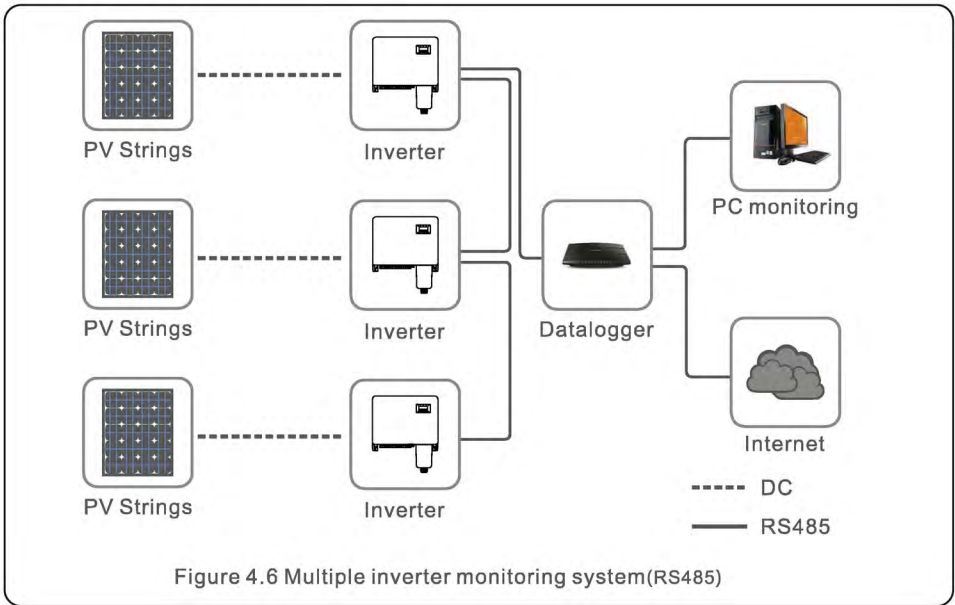 PV Strings
Inverter
PC monitoring
PV Strings
Inverter
Datalogger
PV Strings
Inverter
Internet
DC
RS485
Figure 4.6 Multiple inverter monitoring system(RS485)